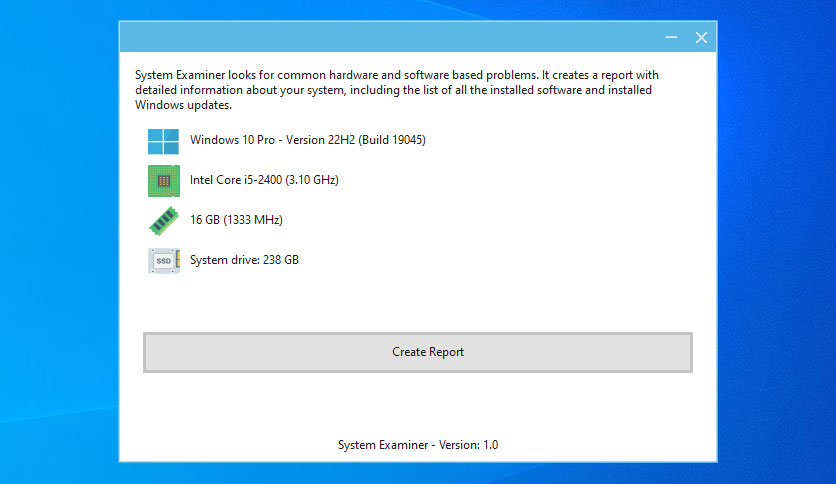 System Examiner looks for common hardware and software based problems. It creates a report with
detailed information about your system, including the list of all the installed software and installed
Windows updates.
Windows 10 Pro - Version 22H2 (Build 19045)
Intel Core i5-2400 (3.10 GHz)
16 GB (1333 MHz)
SSD
System drive: 238 GB
Create Report
System Examiner - Version: 1.0